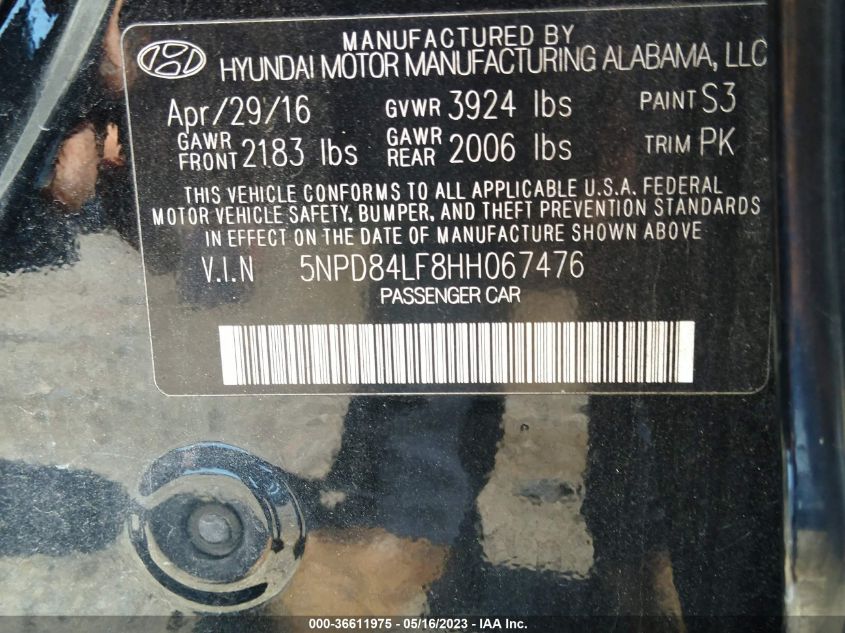 MANUFACTURED BY
HYUNDAI MOTOR MANUFACTURING ALABAMA, LLC
Apr/29/16 GVWR 3924 lbs PAINT S3
GAWR FRONT 2183 lbs GAWR REAR 2006 lbs TRIM PK
THIS VEHICLE CONFORMS TO ALL APPLICABLE U.S.A. FEDERAL
MOTOR VEHICLE SAFETY, BUMPER, AND THEFT PREVENTION STANDARDS
IN EFFECT ON THE DATE OF MANUFACTURE SHOWN ABOVE
V.I.N 5NPD84LF8HH067476
PASSENGER CAR
000-36611975 - 05/16/2023 - IAA Inc.